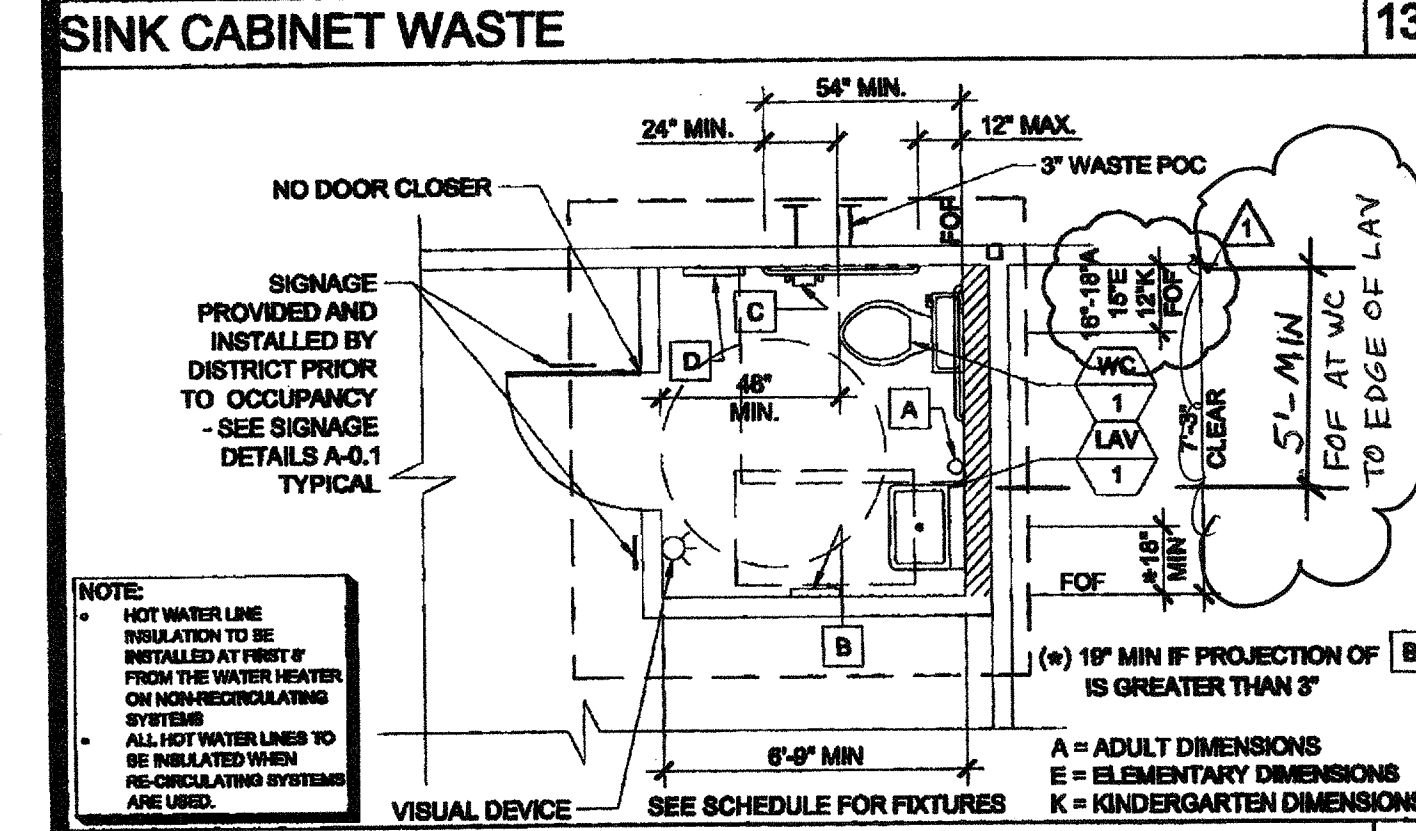 SINK CABINET WASTE
13
54" MIN.
24" MIN.
12" MAX.
3" WASTE POC
NO DOOR CLOSER
FOF
1
SIGNAGE
PROVIDED AND
INSTALLED BY
DISTRICT PRIOR
TO OCCUPANCY
- SEE SIGNAGE
DETAILS A-0.1
TYPICAL
C
D
48"
MIN.
A
16"-18"A
15"E
12"K
FOF
WC
1
LAV
1
7'-3"
CLEAR
5'-MIN
FOF AT WC
TO EDGE OF LAV
*18"
MIN
FOF
B
NOTE:
HOT WATER LINE
INSULATION TO BE
INSTALLED AT FIRST 8'
FROM THE WATER HEATER
ON NON-RECIRCULATING
SYSTEMS
ALL HOT WATER LINES TO
BE INSULATED WHEN
RE-CIRCULATING SYSTEMS
ARE USED.
(*) 19" MIN IF PROJECTION OF B
IS GREATER THAN 3"
6'-9" MIN
A = ADULT DIMENSIONS
E = ELEMENTARY DIMENSIONS
K = KINDERGARTEN DIMENSIONS
VISUAL DEVICE
SEE SCHEDULE FOR FIXTURES